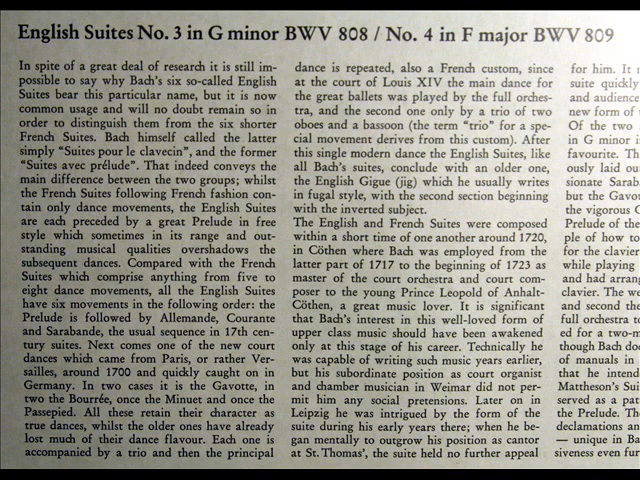 English Suites No. 3 in G minor BWV 808 / No. 4 in F major BWV 809
In spite of a great deal of research it is still im-
possible to say why Bach's six so-called English
Suites bear this particular name, but it is now
common usage and will no doubt remain so in
order to distinguish them from the six shorter
French Suites. Bach himself called the latter
simply “Suites pour le clavecin”, and the former
“Suites avec prélude”. That indeed conveys the
main difference between the two groups; whilst
the Suites following French fashion con-
tain only dance movements, the English Suites
are each preceded by a great Prelude in free
style which sometimes in its range and out-
standing musical qualities overshadows the
subsequent dances. Compared with the French
Suites which comprise anything from five to
eight dance movements, all the English Suites
have six movements in the following order: the
Prelude is followed by Allemande, Courante
and Sarabande, the usual sequence in 17th cen-
tury suites. Next comes one of the new court
dances which came from Paris, or rather Ver-
sailles, around 1700 and quickly caught on in
Germany. In two cases it is the Gavotte, in
two the Bourrée, once the Minuet and once the
Passepied. All these retain their character as
true dances, whilst the older ones have already
lost much of their dance flavour. Each one is
accompanied by a trio and then the principal
dance is repeated, also a French custom, since
at the court of Louis XIV the main dance for
the great ballets was played by the full orches-
tra, and the second one only by a trio of two
oboes and a bassoon (the term “trio” for a spe-
cial movement derives from this custom). After
this single modern dance the English Suites, like
all Bach's suites, conclude with an older one,
the English Gigue (jig) which he usually writes
in fugal style, with the second section beginning
with the inverted subject.
The English and French Suites were composed
within a short time of one another around 1720,
in Cöthen where Bach was employed from the
latter part of 1717 to the beginning of 1723 as
master of the court orchestra and court com-
poser to the young Prince Leopold of Anhalt-
Cöthen, a great music lover. It is significant
that Bach's interest in this well-loved form of
upper class music should have been awakened
only at this stage of his career. Technically he
was capable of writing such music years earlier,
but his subordinate position as court organist
and chamber musician in Weimar did not per-
mit him any social pretensions. Later on in
Leipzig he was intrigued by the form of the
suite during his early years there; when he be-
gan mentally to outgrow his position as cantor
at St. Thomas', the suite held no further appeal
for him. It
suite quickly
and audience
new form of
Of the two
in G minor i
favourite. Th
ously laid ou
sionate Sarab
but the Gavo
the vigorous C
Prelude of the
ple of how to
for the clavier
while playing
and had arran
clavier. The we
and second the
full orchestra to
ed for a two-m
though Bach do
of manuals in
that he intend
Mattheson's Sui
served as a pat
the Prelude. Th
declamations an
— unique in Ba
siveness even fur